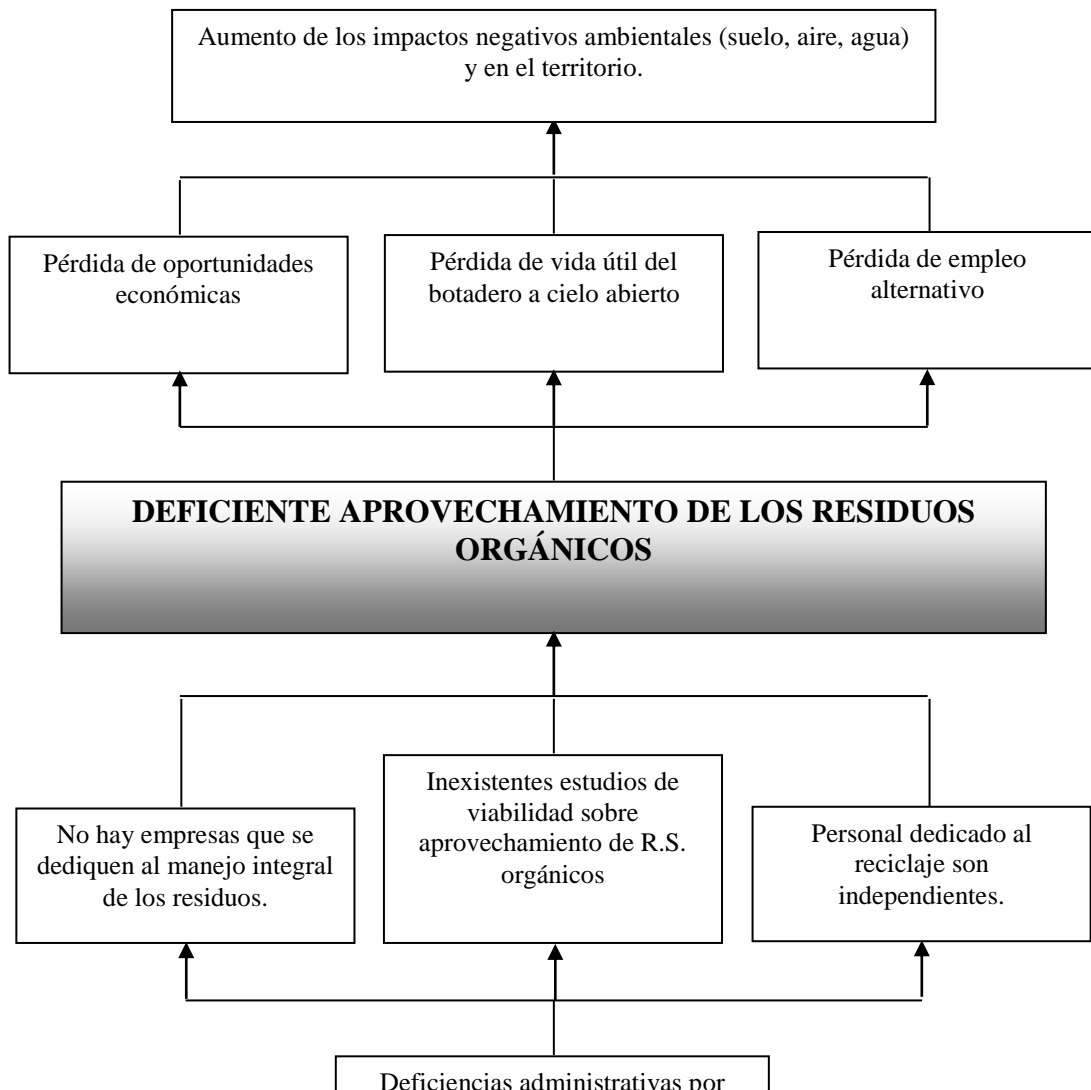 Aumento de los impactos negativos ambientales (suelo, aire, agua)
y en el territorio.
Pérdida de oportunidades
económicas
Pérdida de vida útil del
botadero a cielo abierto
Pérdida de empleo
alternativo
DEFICIENTE APROVECHAMIENTO DE LOS RESIDUOS
ORGÁNICOS
No hay empresas que se
dediquen al manejo integral
de los residuos.
Inexistentes estudios de
viabilidad sobre
aprovechamiento de R.S.
orgánicos
Personal dedicado al
reciclaje son
independientes.
Deficiencias administrativas por